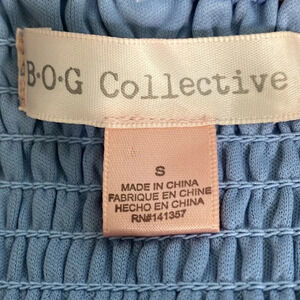 B·O·G Collective
S
MADE IN CHINA
FABRIQUE EN CHINE
HECHO EN CHINA
RN#141357